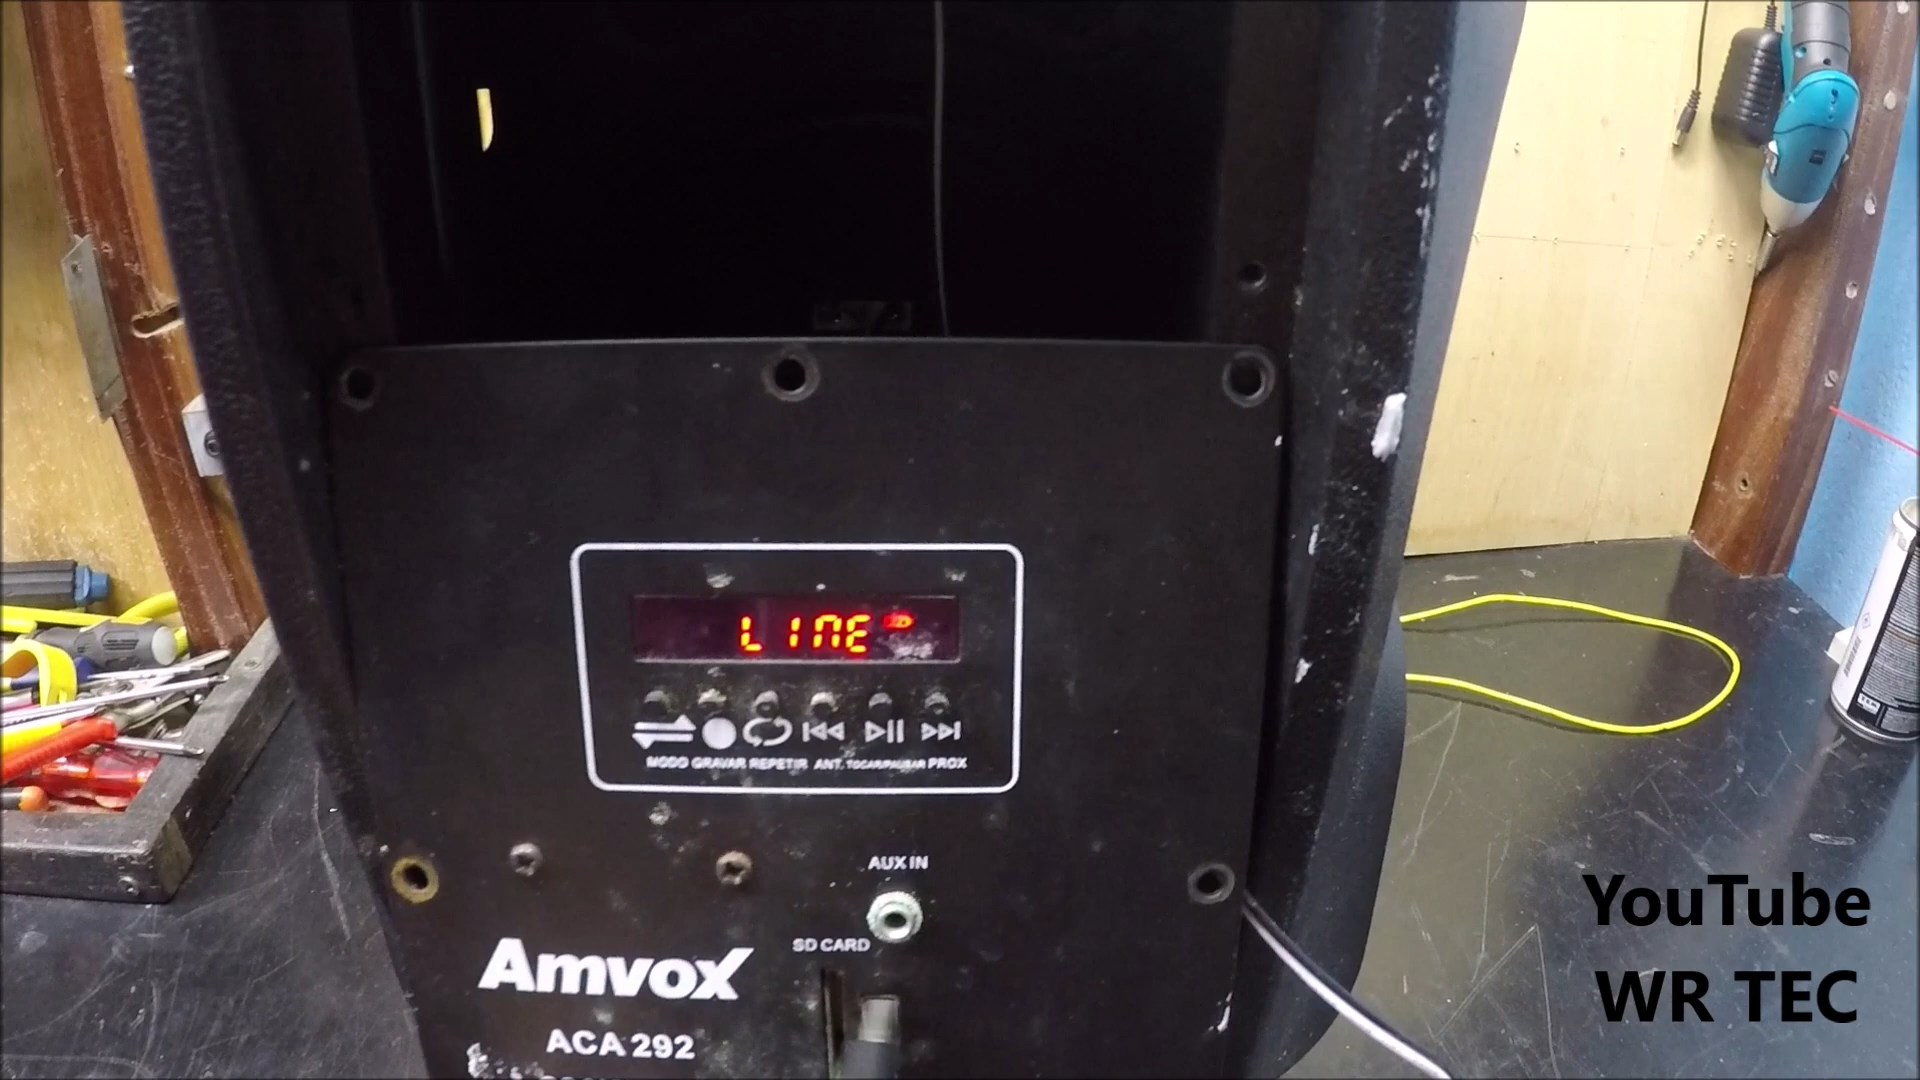 LINE
MODO GRAVAR REPETIR ANT. TOCAR/PAUSAR PROX
AUX IN
SD CARD
Amvox
ACA 292
YouTube
WR TEC